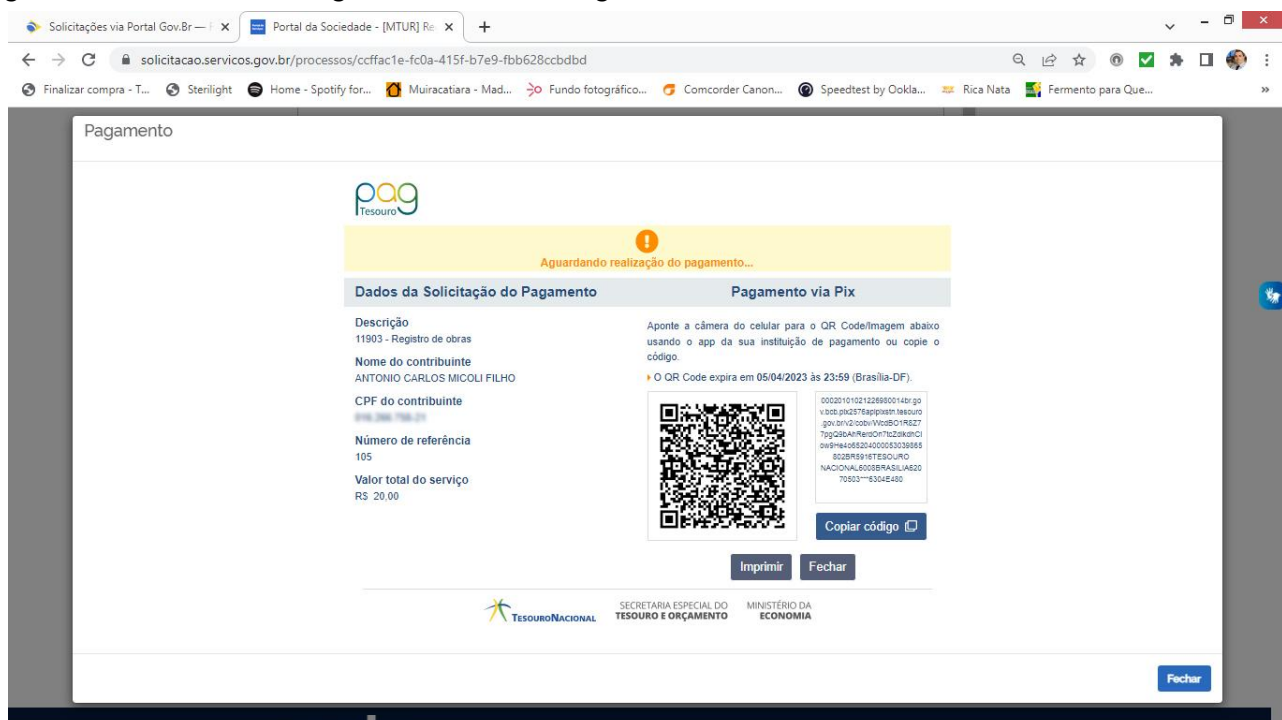 Solicitações via Portal Gov.Br —
Portal da Sociedade - [MTUR] Re
solicitacao.servicos.gov.br/processos/ccffac1e-fc0a-415f-b7e9-fbb628ccbdbd
Finalizar compra - T... Sterilight Home - Spotify for... Muiracatiara - Mad... Fundo fotográfico... Comcorder Canon... Speedtest by Ookla... Rica Nata Fermento para Que... »
Pagamento
pag
Tesouro
Aguardando realização do pagamento...
Dados da Solicitação do Pagamento
Descrição
11903 - Registro de obras
Nome do contribuinte
ANTONIO CARLOS MICOLI FILHO
CPF do contribuinte
Número de referência
105
Valor total do serviço
R$ 20,00
Pagamento via Pix
Aponte a câmera do celular para o QR Code/Imagem abaixo
usando o app da sua instituição de pagamento ou copie o
código.
O QR Code expira em 05/04/2023 às 23:59 (Brasília-DF).
802BR5916TESOURO
NACIONAL6008BRASILIA620
70503***6304E480
Copiar código
Imprimir Fechar
TESOURONACIONAL
SECRETARIA ESPECIAL DO
TESOURO E ORÇAMENTO
MINISTÉRIO DA
ECONOMIA
Fechar